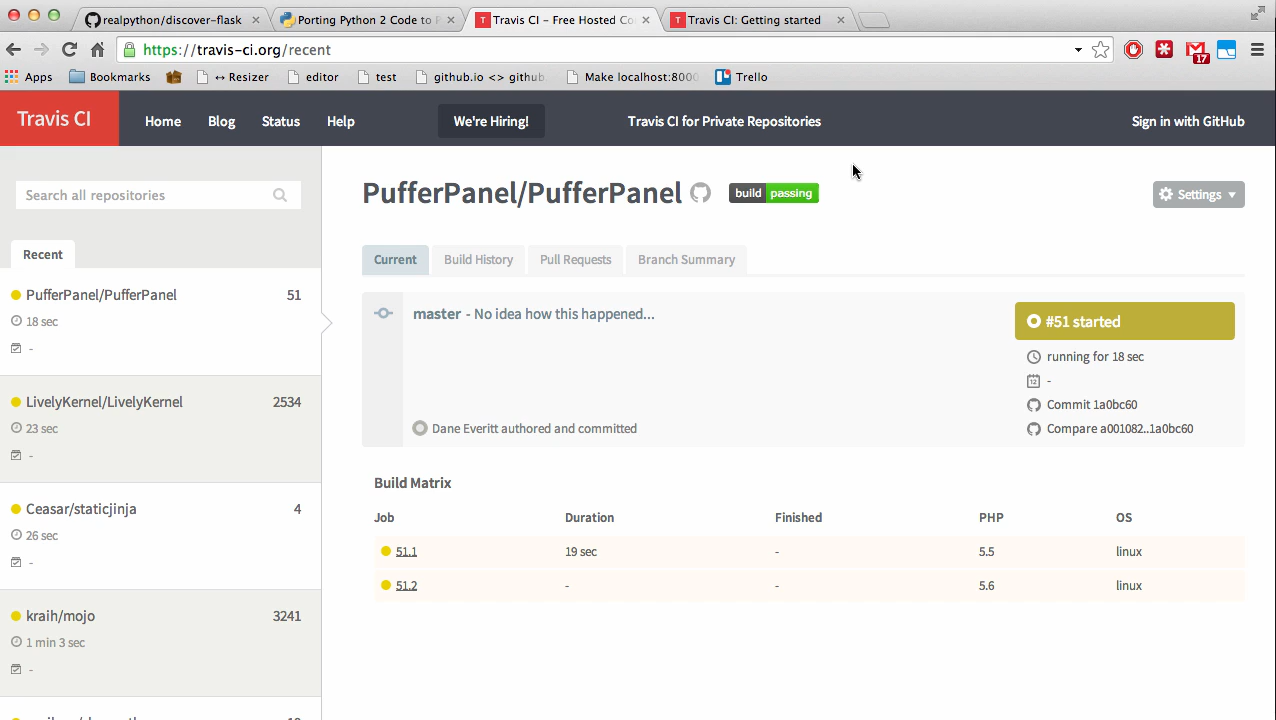 realpython/discover-flask
Porting Python 2 Code to P
Travis CI - Free Hosted Co
Travis CI: Getting started
https://travis-ci.org/recent
17
Apps
Bookmarks
↔ Resizer
editor
test
github.io <> github
Make localhost:8000
Trello
Travis CI
Home
Blog
Status
Help
We're Hiring!
Travis CI for Private Repositories
Sign in with GitHub
Search all repositories
Recent
PufferPanel/PufferPanel 51
18 sec
-
LivelyKernel/LivelyKernel 2534
23 sec
-
Ceasar/staticjinja 4
26 sec
-
kraih/mojo 3241
1 min 3 sec
-
PufferPanel/PufferPanel
build passing
Settings
Current
Build History
Pull Requests
Branch Summary
master - No idea how this happened...
#51 started
running for 18 sec
12 -
Commit 1a0bc60
Dane Everitt authored and committed
Compare a001082..1a0bc60
Build Matrix
Job Duration Finished PHP OS
51.1 19 sec - 5.5 linux
51.2 - - 5.6 linux